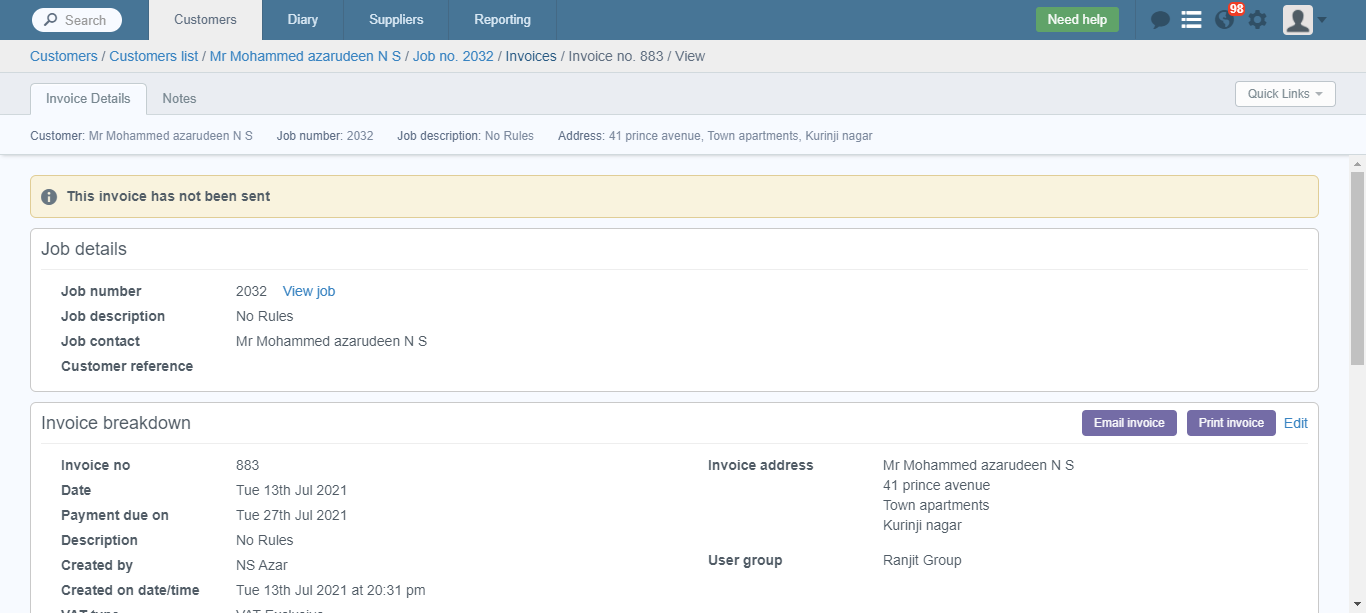 Search
Customers
Diary
Suppliers
Reporting
Need help
98
Customers / Customers list / Mr Mohammed azarudeen N S / Job no. 2032 / Invoices / Invoice no. 883 / View
Invoice Details
Notes
Quick Links
Customer: Mr Mohammed azarudeen N S Job number: 2032 Job description: No Rules Address: 41 prince avenue, Town apartments, Kurinji nagar
This invoice has not been sent
Job details
Job number 2032 View job
Job description No Rules
Job contact Mr Mohammed azarudeen N S
Customer reference
Invoice breakdown
Email invoice
Print invoice
Edit
Invoice no 883
Date Tue 13th Jul 2021
Payment due on Tue 27th Jul 2021
Description No Rules
Created by NS Azar
Created on date/time Tue 13th Jul 2021 at 20:31 pm
VAT type VAT Exclusive
Invoice address Mr Mohammed azarudeen N S
41 prince avenue
Town apartments
Kurinji nagar
User group Ranjit Group